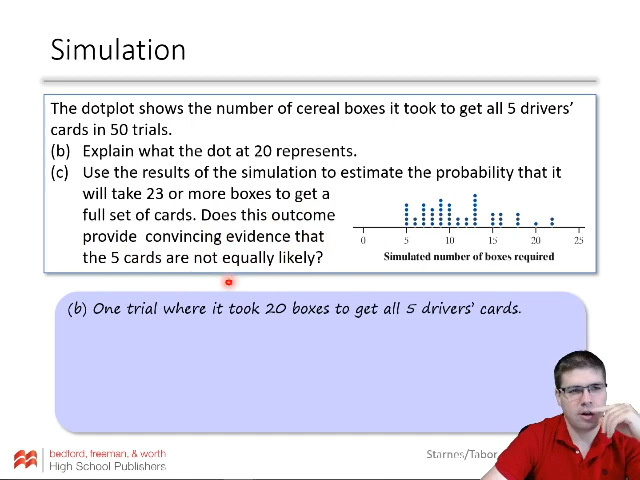 Simulation
The dotplot shows the number of cereal boxes it took to get all 5 drivers'
cards in 50 trials.
(b) Explain what the dot at 20 represents.
(c) Use the results of the simulation to estimate the probability that it
will take 23 or more boxes to get a
full set of cards. Does this outcome
provide convincing evidence that
the 5 cards are not equally likely?
0 5 10 15 20 25
Simulated number of boxes required
(b) One trial where it took 20 boxes to get all 5 drivers' cards.
bedford, freeman, & worth
High School Publishers
Starnes/Tabor